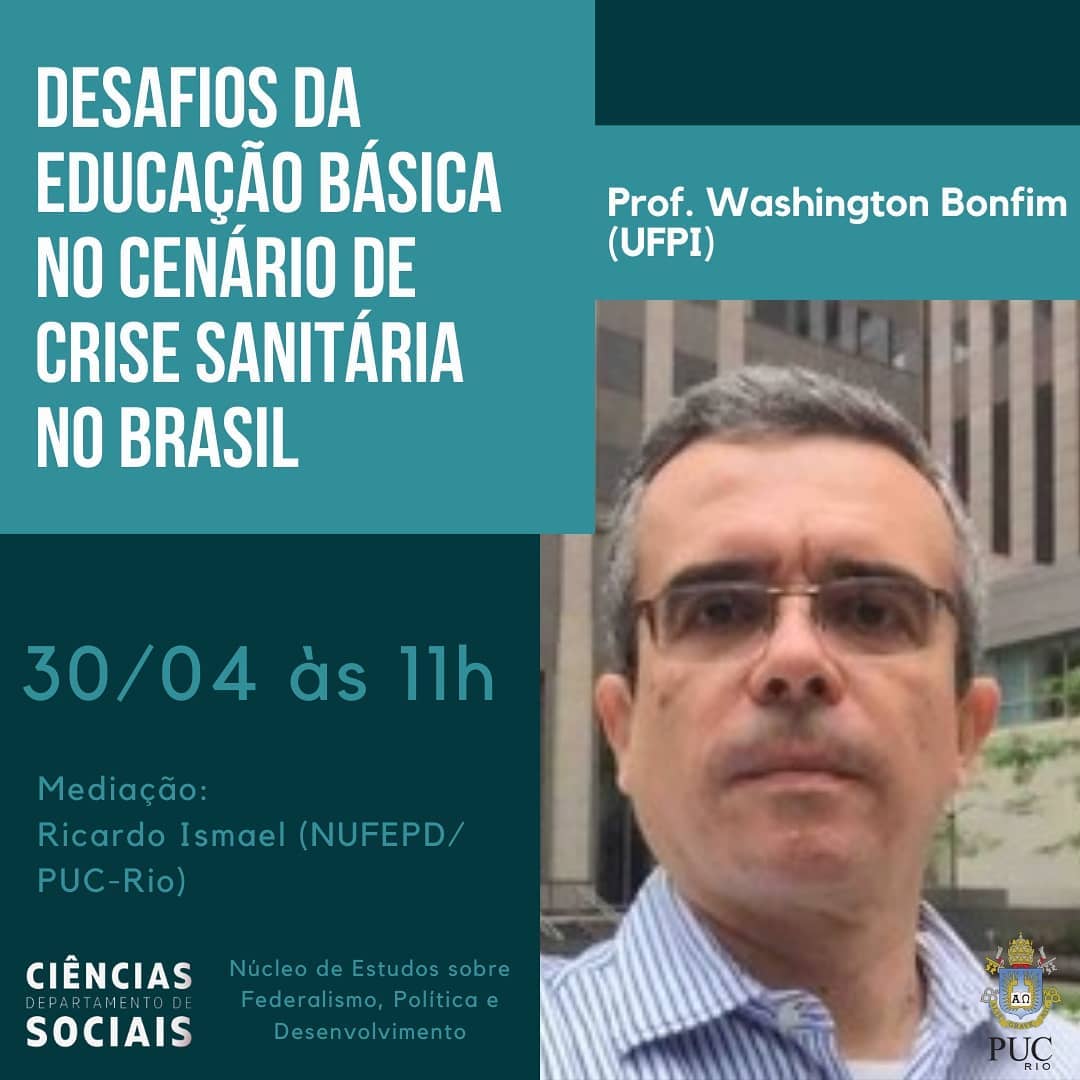 DESAFIOS DA
EDUCAÇÃO BÁSICA
NO CENÁRIO DE
CRISE SANITÁRIA
NO BRASIL
Prof. Washington Bonfim
(UFPI)
30/04 às 11h
Mediação:
Ricardo Ismael (NUFEPD/
PUC-Rio)
CIÊNCIAS
DEPARTAMENTO DE
SOCIAIS
Núcleo de Estudos sobre
Federalismo, Política e
Desenvolvimento
ΑΩ
PUC
RIO